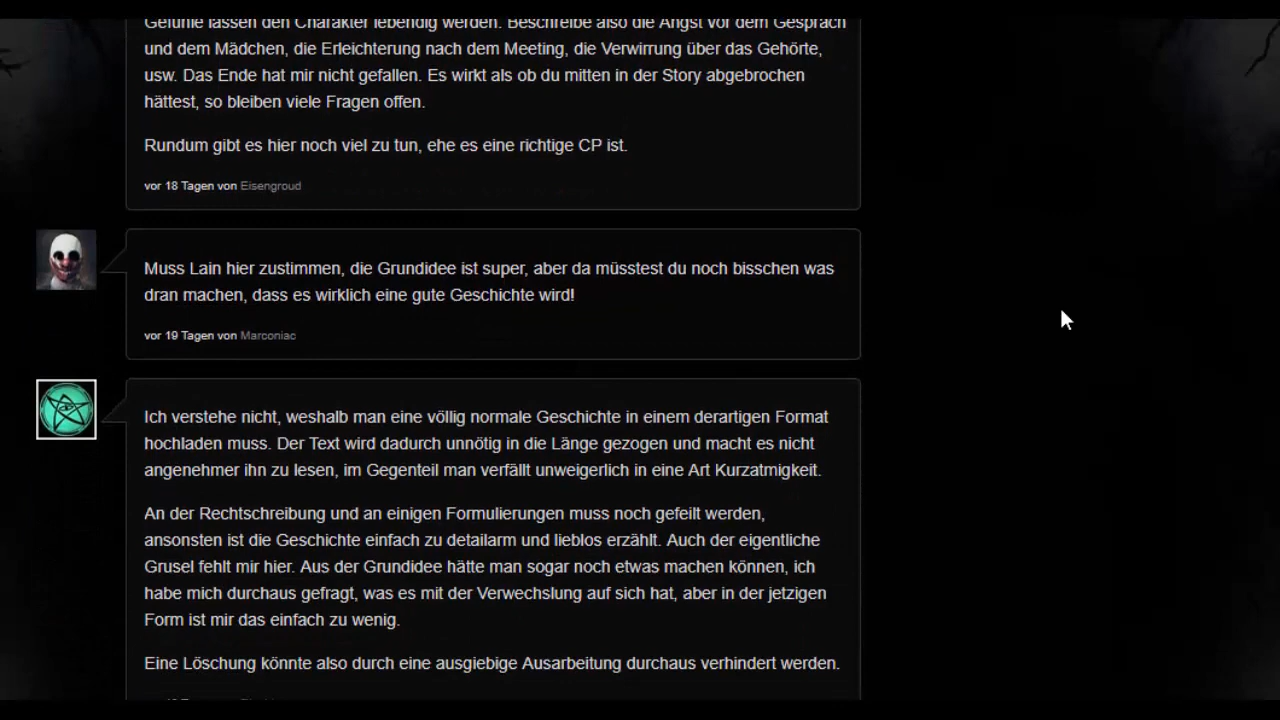 Gefühle lassen den Charakter lebendig werden. Beschreibe also die Angst vor dem Gespräch
und dem Mädchen, die Erleichterung nach dem Meeting, die Verwirrung über das Gehörte,
usw. Das Ende hat mir nicht gefallen. Es wirkt als ob du mitten in der Story abgebrochen
hättest, so bleiben viele Fragen offen.
Rundum gibt es hier noch viel zu tun, ehe es eine richtige CP ist.
vor 18 Tagen von Eisengroud
Muss Lain hier zustimmen, die Grundidee ist super, aber da müsstest du noch bisschen was
dran machen, dass es wirklich eine gute Geschichte wird!
vor 19 Tagen von Marconiac
Ich verstehe nicht, weshalb man eine völlig normale Geschichte in einem derartigen Format
hochladen muss. Der Text wird dadurch unnötig in die Länge gezogen und macht es nicht
angenehmer ihn zu lesen, im Gegenteil man verfällt unweigerlich in eine Art Kurzatmigkeit.
An der Rechtschreibung und an einigen Formulierungen muss noch gefeilt werden,
ansonsten ist die Geschichte einfach zu detailarm und lieblos erzählt. Auch der eigentliche
Grusel fehlt mir hier. Aus der Grundidee hätte man sogar noch etwas machen können, ich
habe mich durchaus gefragt, was es mit der Verwechslung auf sich hat, aber in der jetzigen
Form ist mir das einfach zu wenig.
Eine Löschung könnte also durch eine ausgiebige Ausarbeitung durchaus verhindert werden.